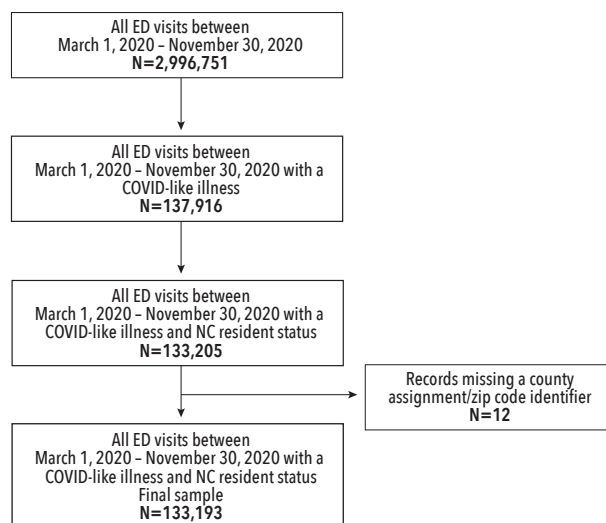 All ED visits between
March 1, 2020 – November 30, 2020
N=2,996,751
All ED visits between
March 1, 2020 – November 30, 2020 with a
COVID-like illness
N=137,916
All ED visits between
March 1, 2020 – November 30, 2020 with a
COVID-like illness and NC resident status
N=133,205
Records missing a county
assignment/zip code identifier
N=12
All ED visits between
March 1, 2020 – November 30, 2020 with a
COVID-like illness and NC resident status
Final sample
N=133,193